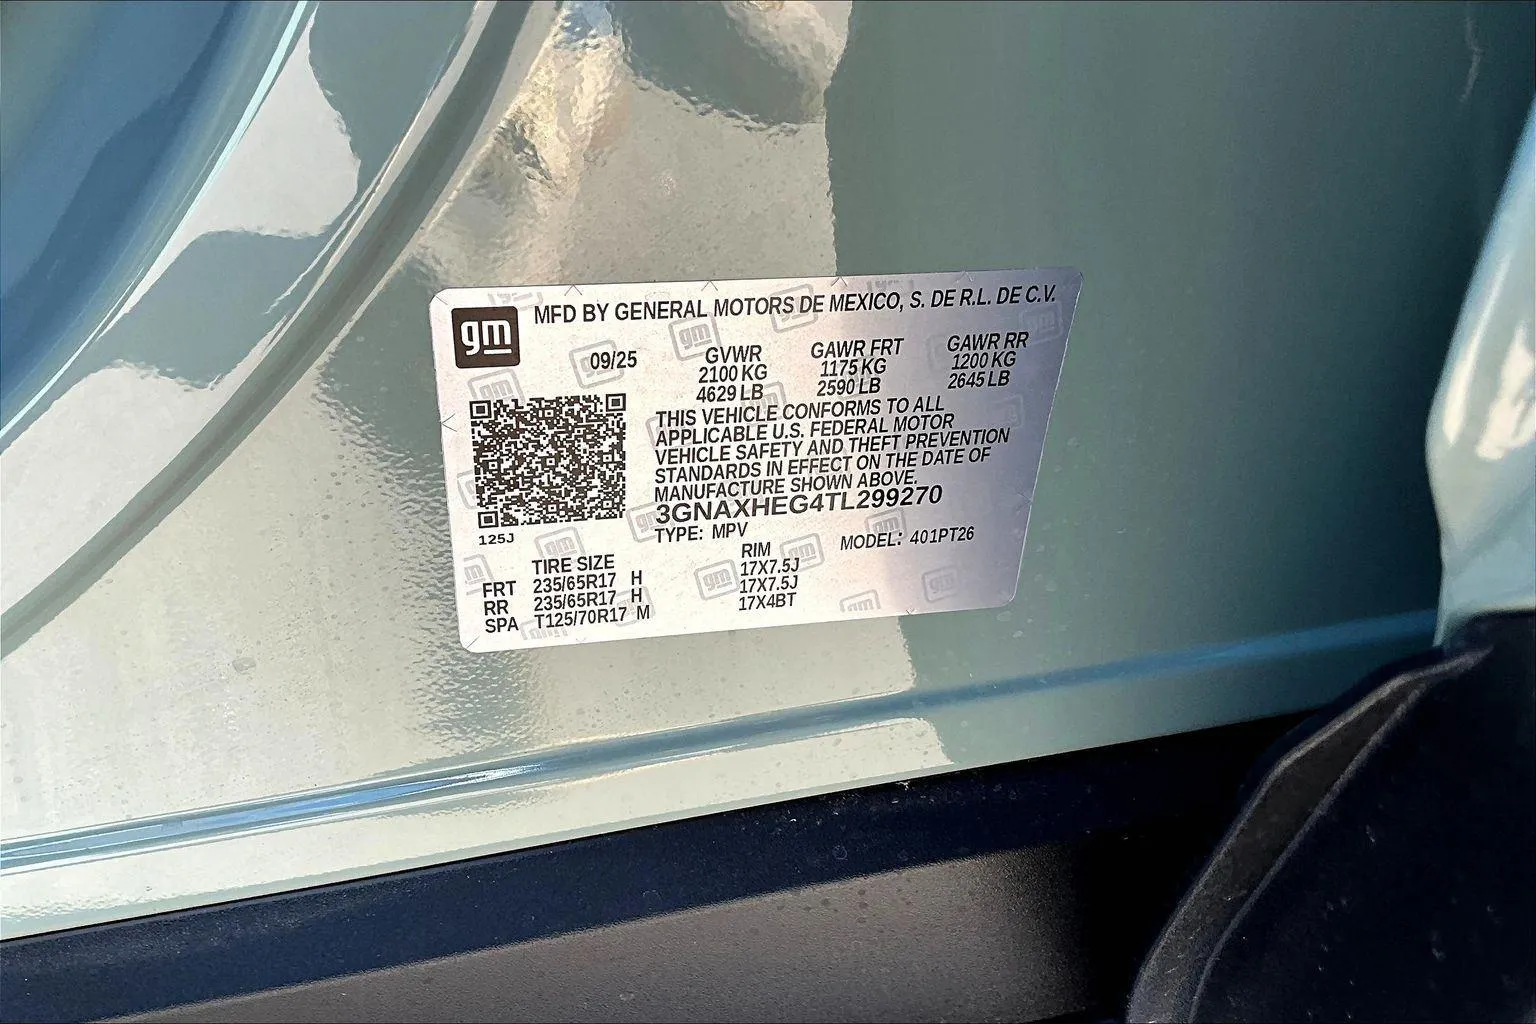 gm
MFD BY GENERAL MOTORS DE MEXICO, S. DE R.L. DE C.V.
09/25
GVWR GAWR FRT GAWR RR
2100 KG 1175 KG 1200 KG
4629 LB 2590 LB 2645 LB
THIS VEHICLE CONFORMS TO ALL
APPLICABLE U.S. FEDERAL MOTOR
VEHICLE SAFETY AND THEFT PREVENTION
STANDARDS IN EFFECT ON THE DATE OF
MANUFACTURE SHOWN ABOVE.
3GNAXHEG4TL299270
TYPE: MPV MODEL: 401PT26
125J
TIRE SIZE RIM
FRT 235/65R17 H 17X7.5J
RR 235/65R17 H 17X7.5J
SPA T125/70R17 M 17X4BT